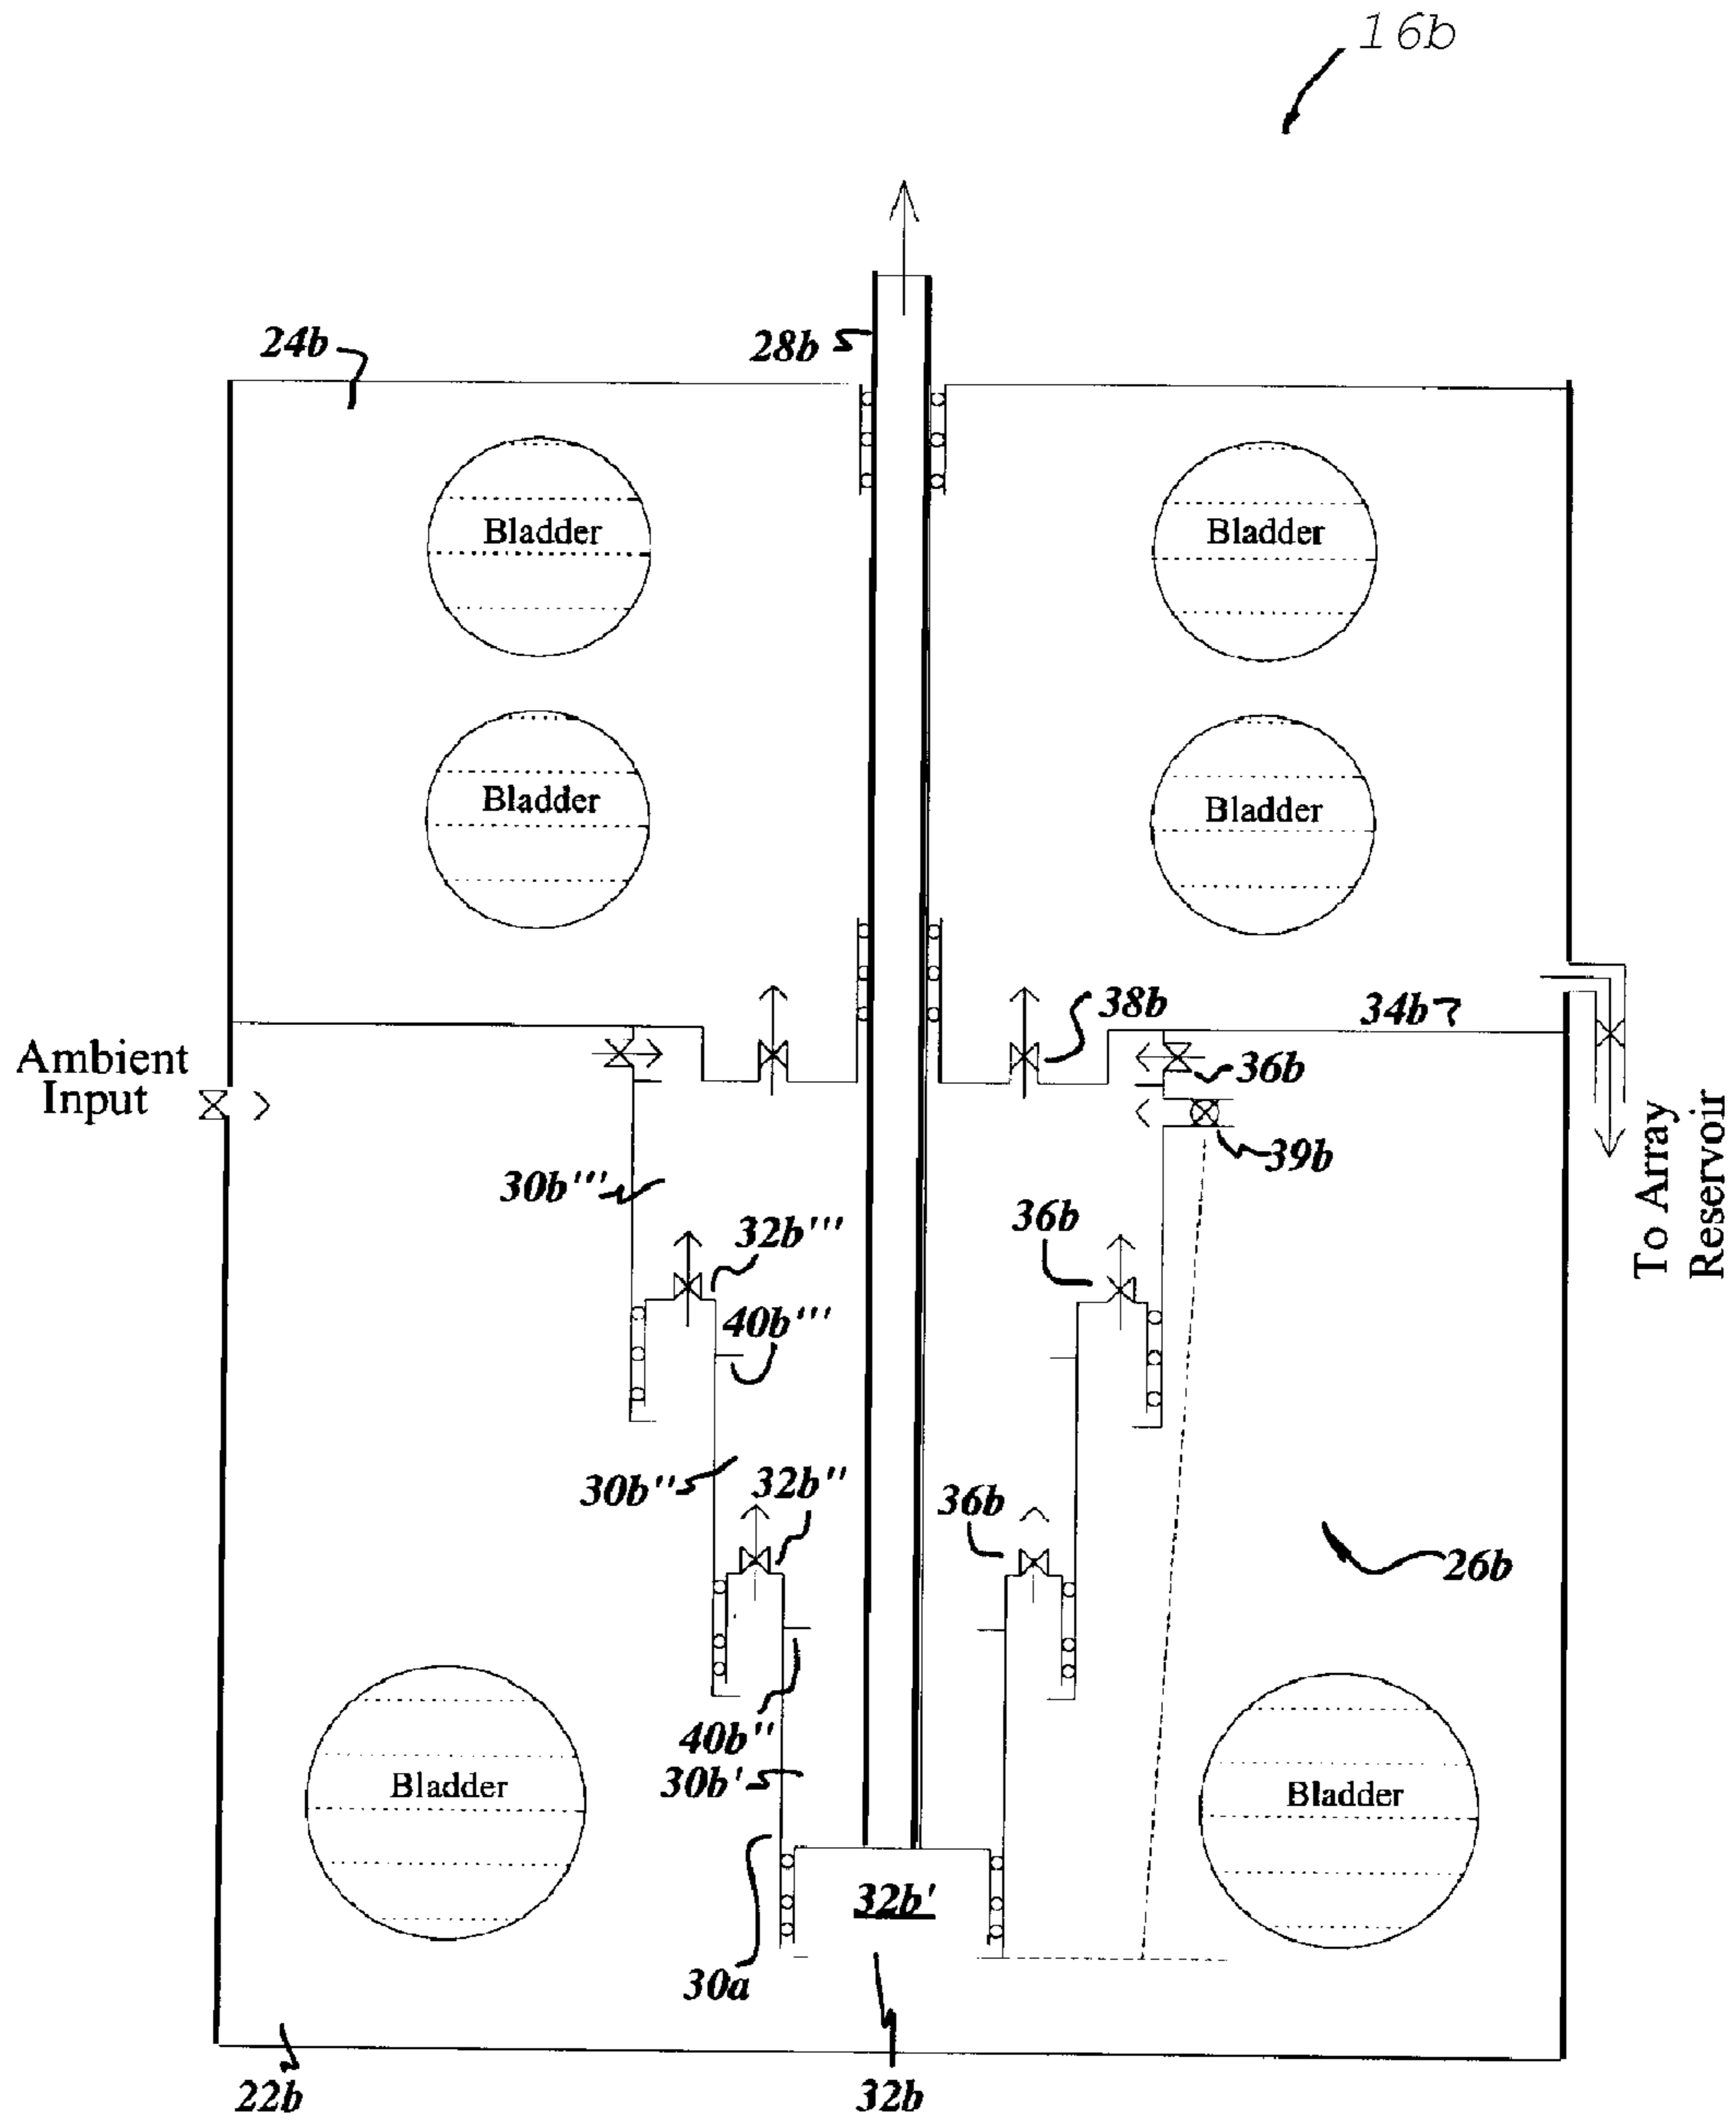 16b
24b
28b
Bladder
Bladder
Bladder
Bladder
38b
34b
Ambient
Input
36b
39b
To Array
Reservoir
30b'''
32b'''
36b
40b'''
30b''
32b''
36b
26b
40b''
30b'
Bladder
Bladder
32b'
30a
22b
32b